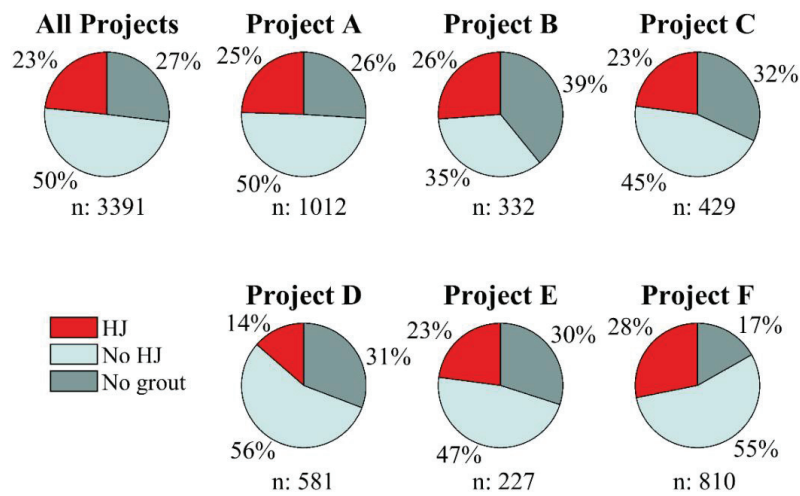 All Projects
23%
27%
50%
n: 3391
Project A
25%
26%
50%
n: 1012
Project B
26%
39%
35%
n: 332
Project C
23%
32%
45%
n: 429
HJ
No HJ
No grout
Project D
14%
31%
56%
n: 581
Project E
23%
30%
47%
n: 227
Project F
28%
17%
55%
n: 810